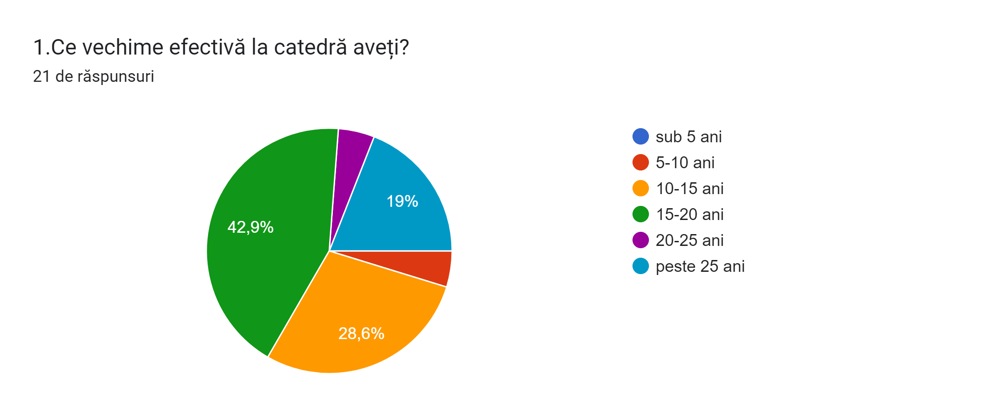 1.Ce vechime efectivă la catedră aveți?
21 de răspunsuri
19%
42,9%
28,6%
sub 5 ani
5-10 ani
10-15 ani
15-20 ani
20-25 ani
peste 25 ani